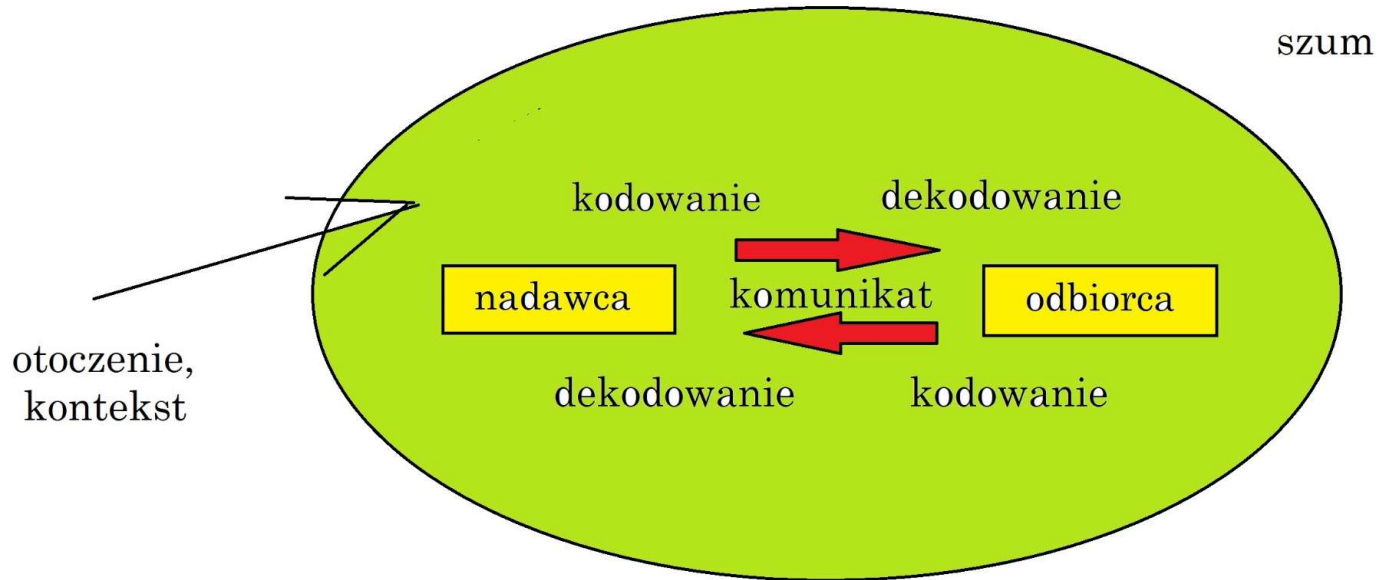 szum
kodowanie
dekodowanie
nadawca
komunikat
odbiorca
otoczenie,
kontekst
dekodowanie
kodowanie